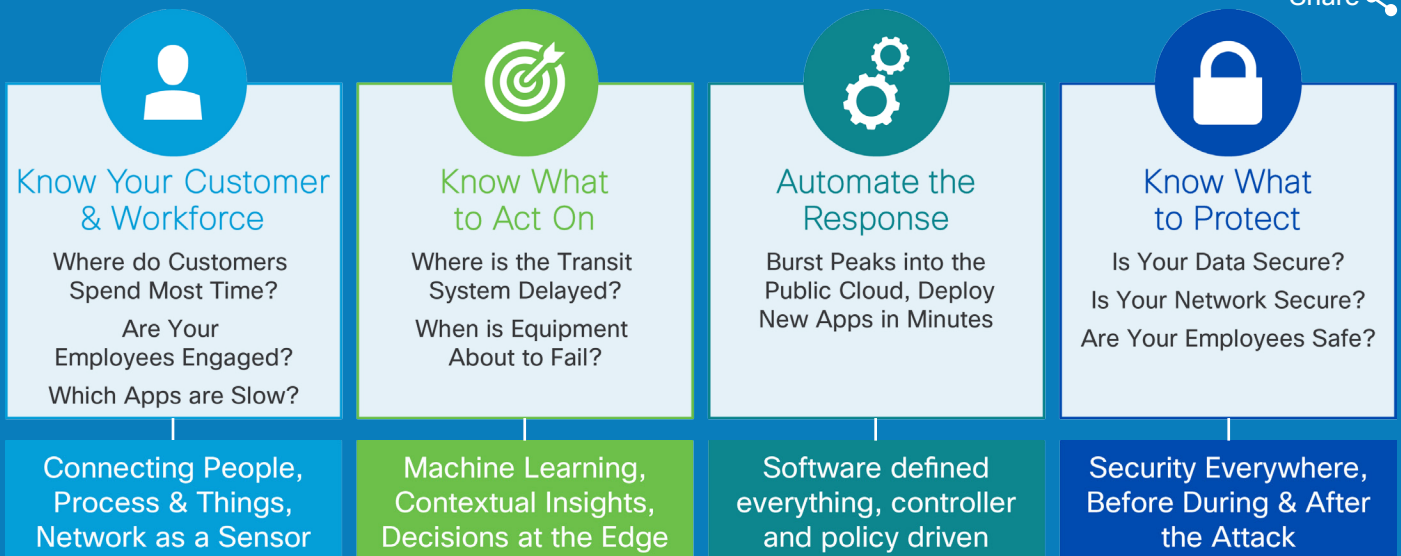 Share
Know Your Customer
& Workforce
Where do Customers
Spend Most Time?
Are Your
Employees Engaged?
Which Apps are Slow?
Connecting People,
Process & Things,
Network as a Sensor
Know What
to Act On
Where is the Transit
System Delayed?
When is Equipment
About to Fail?
Machine Learning,
Contextual Insights,
Decisions at the Edge
Automate the
Response
Burst Peaks into the
Public Cloud, Deploy
New Apps in Minutes
Software defined
everything, controller
and policy driven
Know What
to Protect
Is Your Data Secure?
Is Your Network Secure?
Are Your Employees Safe?
Security Everywhere,
Before During & After
the Attack